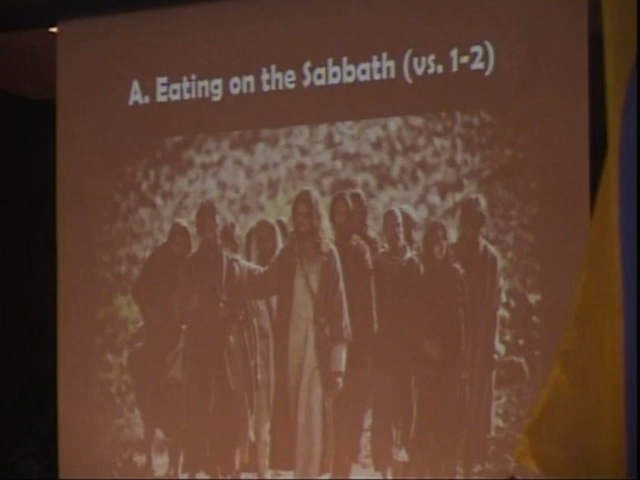 A. Eating on the Sabbath (vs. 1-2)